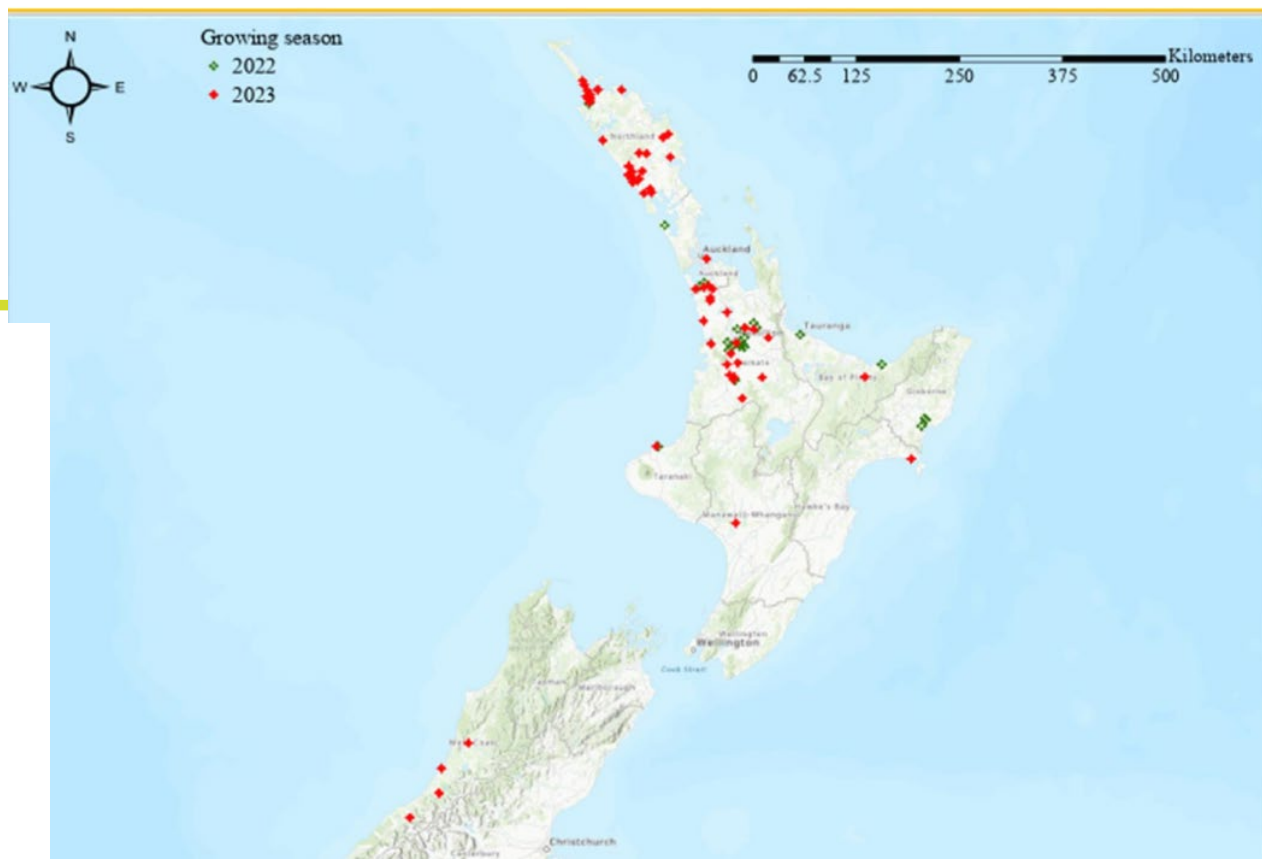 N
W E
S
Growing season
2022
2023
Kilometers
0 62.5 125 250 375 500
Northland
Auckland
Auckland
Tauranga
Waikato
Bay of Plenty
Gisborne
Taranaki
Manawatū-Whanganui
Hawke's Bay
Wellington
Wellington
Cook Strait
Tasman
Marlborough
West Coast
Christchurch
Canterbury